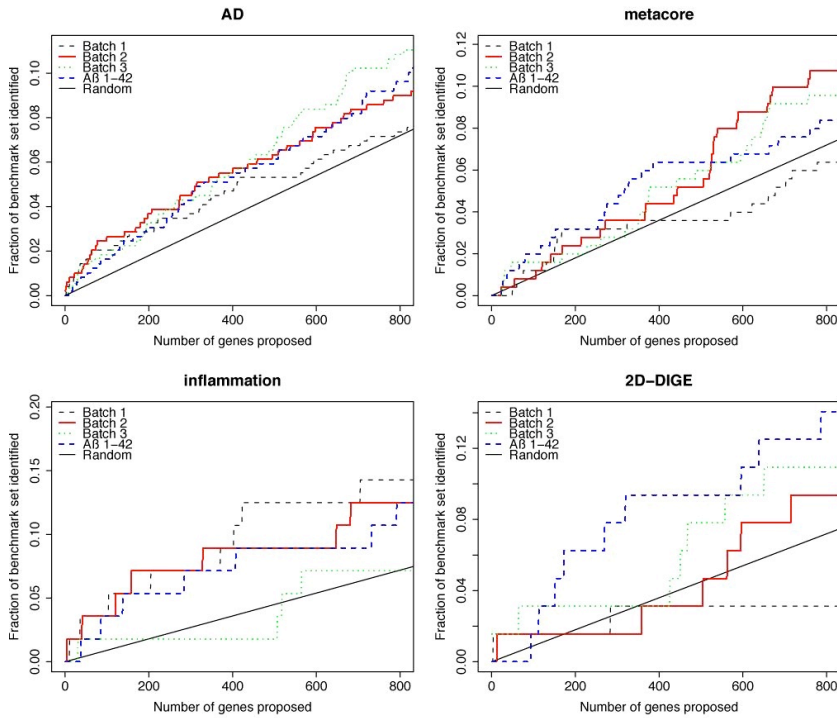 AD
Batch 1
Batch 2
Batch 3
Aß 1−42
Random
Fraction of benchmark set identified
0.00 0.02 0.04 0.06 0.08 0.10
0 200 400 600 800
Number of genes proposed
metacore
Batch 1
Batch 2
Batch 3
Aß 1−42
Random
Fraction of benchmark set identified
0.00 0.02 0.04 0.06 0.08 0.10 0.12
0 200 400 600 800
Number of genes proposed
inflammation
Batch 1
Batch 2
Batch 3
Aß 1−42
Random
Fraction of benchmark set identified
0.00 0.05 0.10 0.15 0.20
0 200 400 600 800
Number of genes proposed
2D−DIGE
Batch 1
Batch 2
Batch 3
Aß 1−42
Random
Fraction of benchmark set identified
0.00 0.04 0.08 0.12
0 200 400 600 800
Number of genes proposed